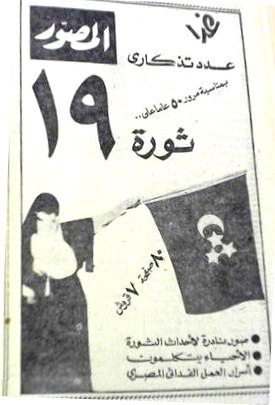 غدا
المصور
عدد تذكاري
بمناسبة مرور ٥٠ عاما على..
ثورة
١٩
٨٠ صفحة ٧ قروش
● صور نادرة لأحداث الثورة
● الأحياء يتكلمون
● أسرار العمل الفدائي المصري